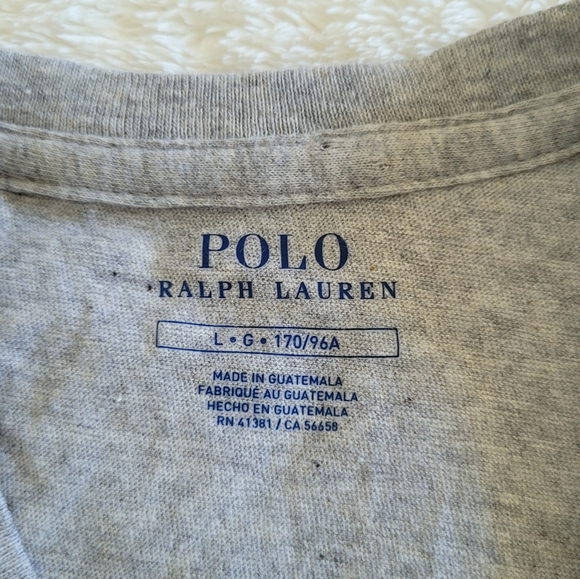 POLO
RALPH LAUREN
L • G • 170/96A
MADE IN GUATEMALA
FABRIQUÉ AU GUATEMALA
HECHO EN GUATEMALA
RN 41381 / CA 56658